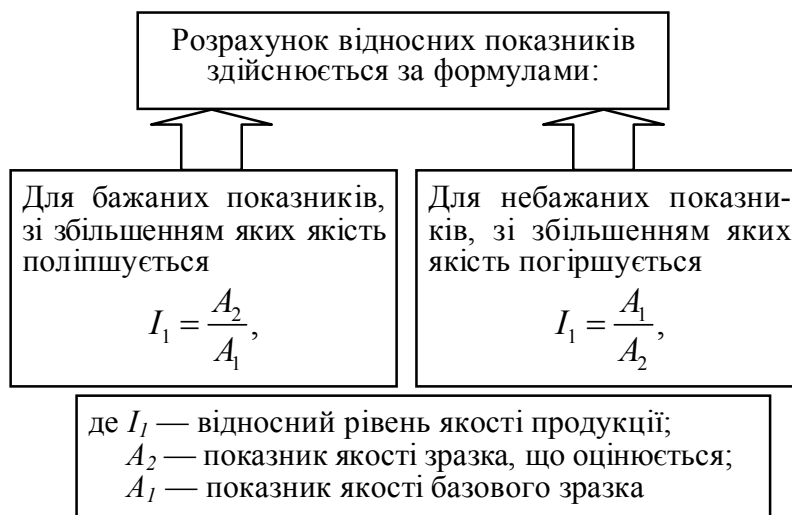 Розрахунок відносних показників
здійснюється за формулами:
Для бажаних показників,
зі збільшенням яких якість
поліпшується
I₁ = A₂/A₁,
Для небажаних показни-
ків, зі збільшенням яких
якість погіршується
I₁ = A₁/A₂,
де I₁ — відносний рівень якості продукції;
A₂ — показник якості зразка, що оцінюється;
A₁ — показник якості базового зразка